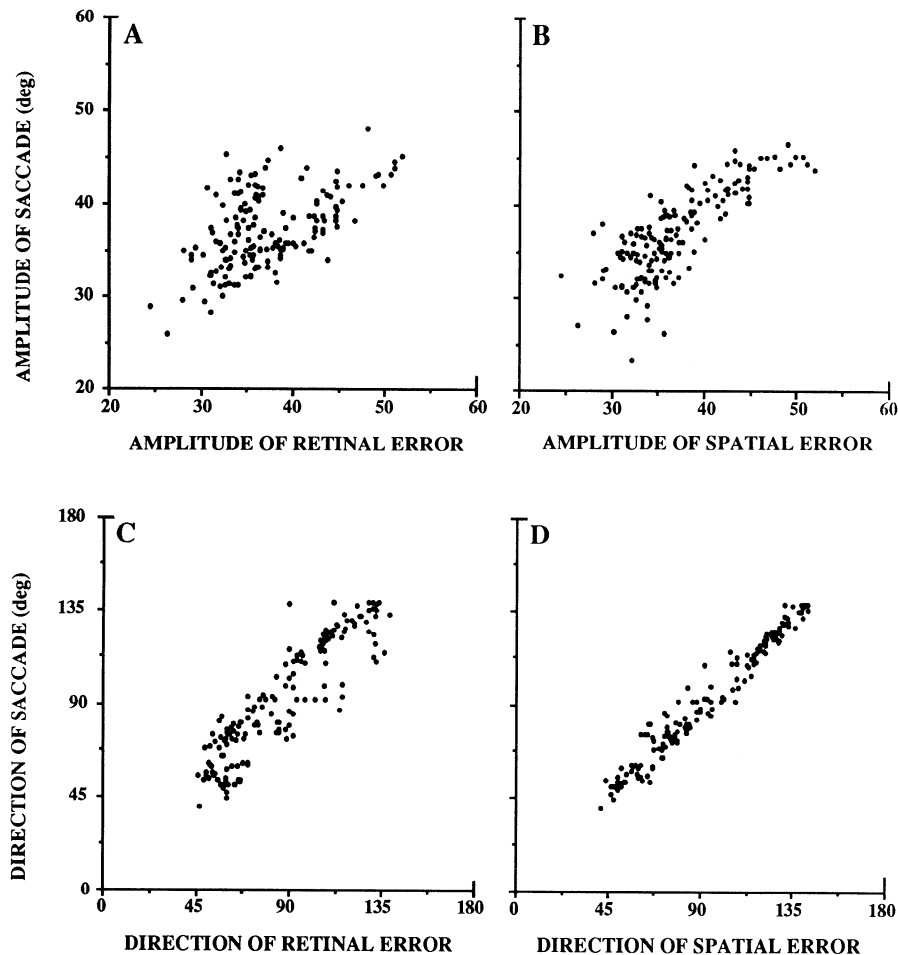 A
B
AMPLITUDE OF SACCADE (deg)
60
50
40
30
20
20 30 40 50 60
20 30 40 50 60
AMPLITUDE OF RETINAL ERROR
AMPLITUDE OF SPATIAL ERROR
C
D
DIRECTION OF SACCADE (deg)
180
135
90
45
0
0 45 90 135 180
0 45 90 135 180
DIRECTION OF RETINAL ERROR
DIRECTION OF SPATIAL ERROR